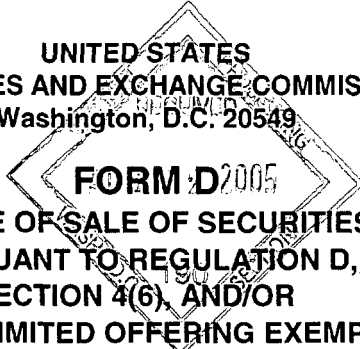 UNITED STATES
ES AND EXCHANGE COMMIS
Washington, D.C. 20549
FORM D
2005
E OF SALE OF SECURITIES
UANT TO REGULATION D,
ECTION 4(6), AND/OR
IMITED OFFERING EXEMP